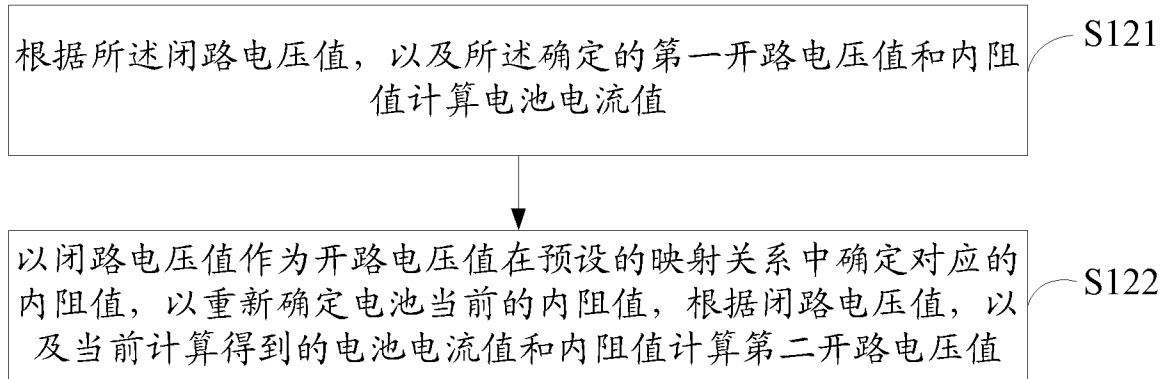 根据所述闭路电压值，以及所述确定的第一开路电压值和内阻
值计算电池电流值
S121
以闭路电压值作为开路电压值在预设的映射关系中确定对应的
内阻值，以重新确定电池当前的内阻值，根据闭路电压值，以
及当前计算得到的电池电流值和内阻值计算第二开路电压值
S122